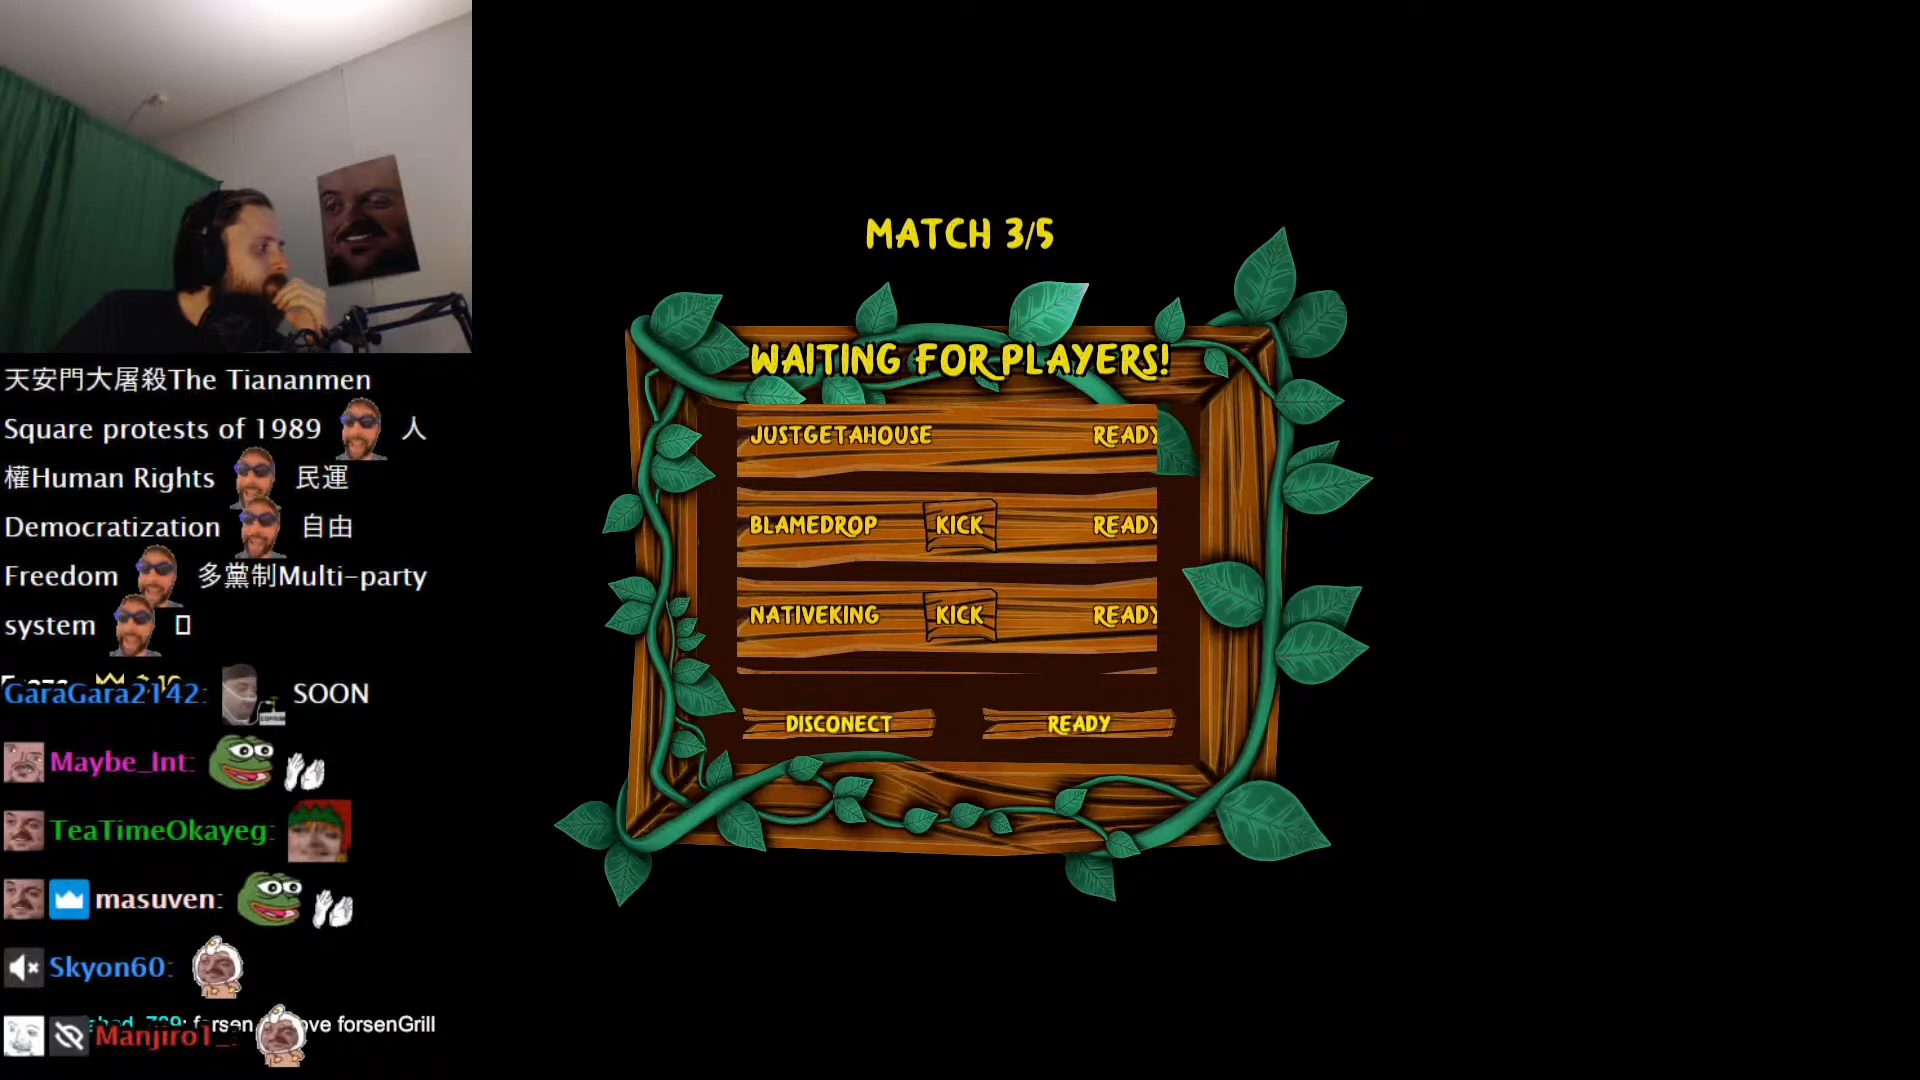 天安門大屠殺The Tiananmen
Square protests of 1989 人
權Human Rights 民運
Democratization 自由
Freedom 多黨制Multi-party
system
GaraGara2142: SOON
Maybe_Int:
TeaTimeOkayeg:
masuven:
Skyon60:
forsenGrill
MATCH 3/5
WAITING FOR PLAYERS!
JUSTGETAHOUSE READY
BLAMEDROP KICK READY
NATIVEKING KICK READY
DISCONECT READY